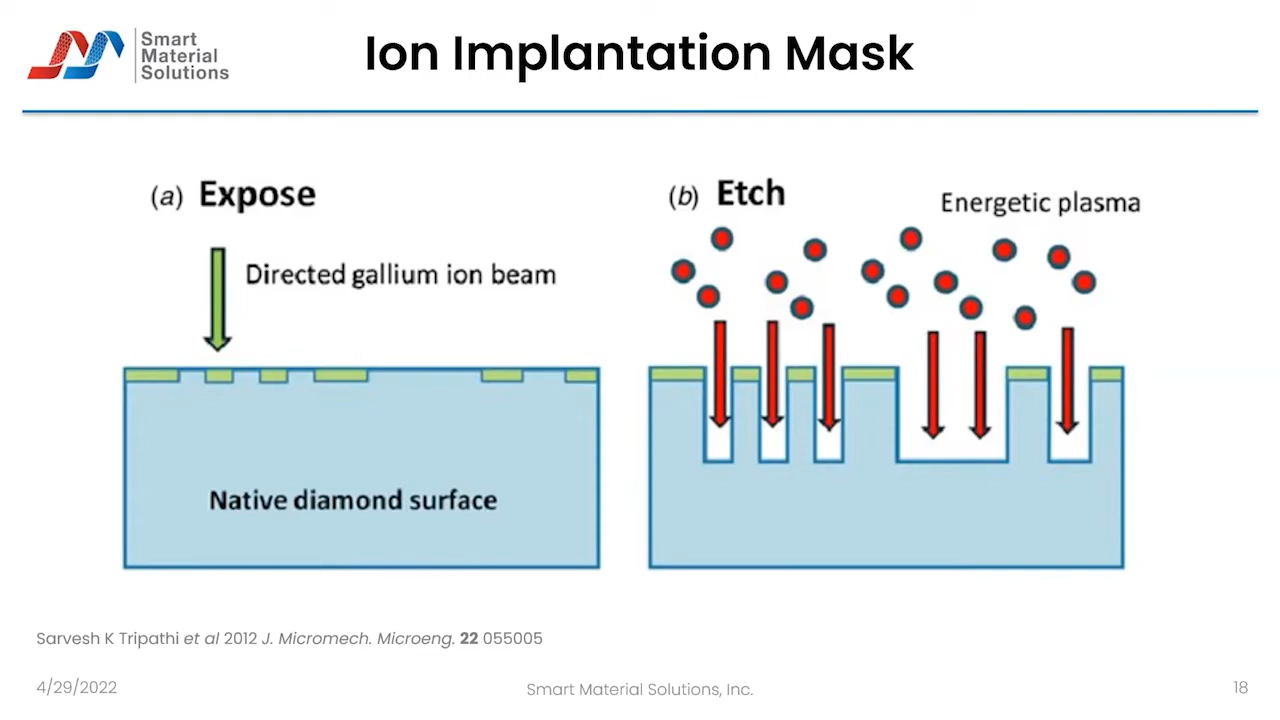 Smart
Material
Solutions
Ion Implantation Mask
(a) Expose
Directed gallium ion beam
Native diamond surface
(b) Etch
Energetic plasma
Sarvesh K Tripathi et al 2012 J. Micromech. Microeng. 22 055005
4/29/2022
Smart Material Solutions, Inc.
18